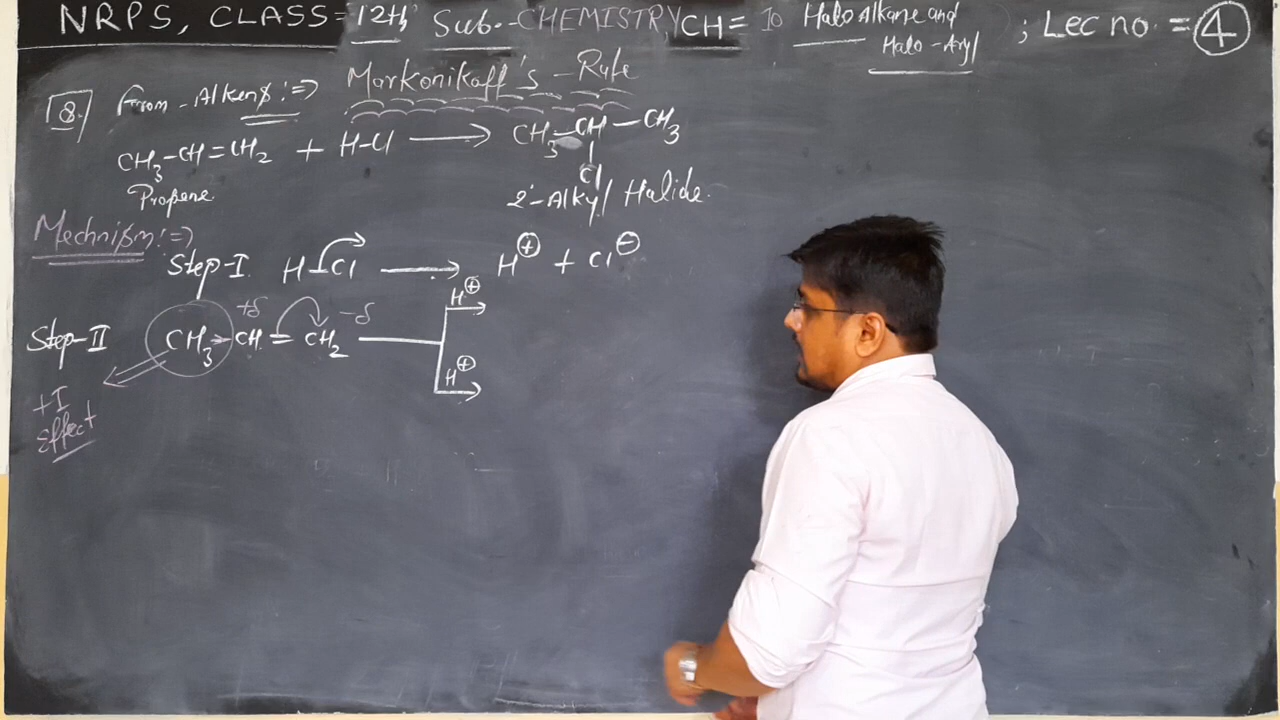 NRPS, CLASS=12th Sub.-CHEMISTRY, CH= 10 Halo Alkane and Halo-Aryl ; Lec no. = 4
8. From-Alkens:⇒ Markonikoff's-Rule
CH3-CH=CH2 + H-Cl ⟶ CH3-CH-CH3
Cl
Propene 2°-Alkyl Halide.
Mechnism:⇒
Step-I H-Cl ⟶ H⊕ + Cl⊖
+δ -δ H⊕
Step-II CH3-CH=CH2
H⊕
+I
Effect